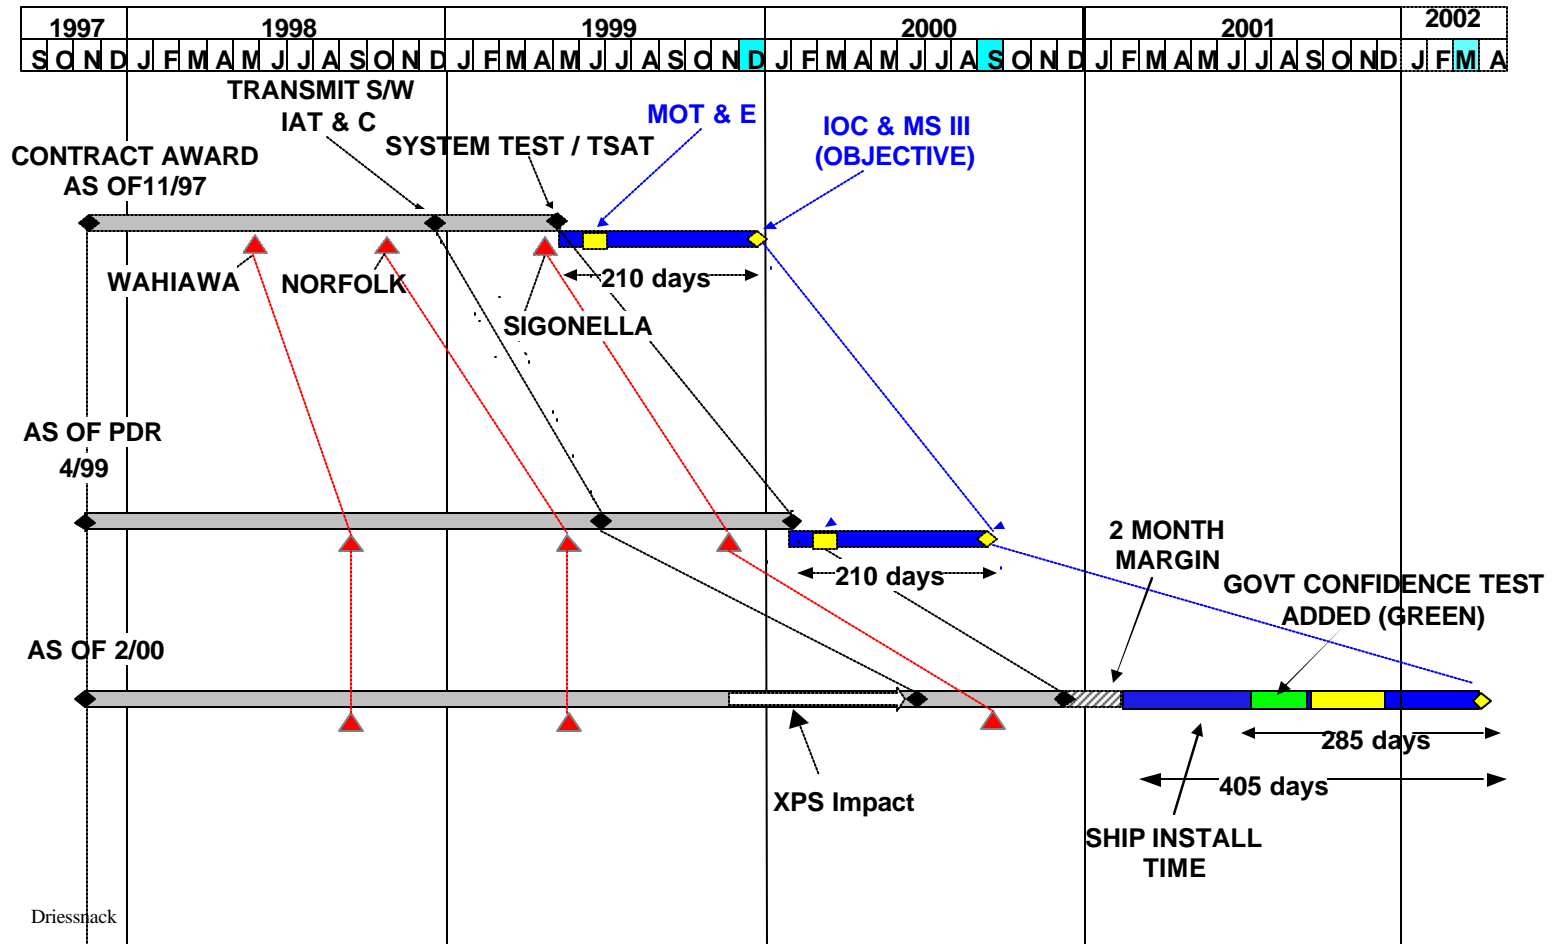 1997 1998 1999 2000 2001 2002
S O N D J F M A M J J A S O N D J F M A M J J A S O N D J F M A M J J A S O N D J F M A M J J A S O N D J F M A
TRANSMIT S/W
IAT & C
SYSTEM TEST / TSAT
MOT & E
IOC & MS III
(OBJECTIVE)
CONTRACT AWARD
AS OF11/97
WAHIAWA
NORFOLK
210 days
SIGONELLA
AS OF PDR
4/99
210 days
2 MONTH
MARGIN
GOVT CONFIDENCE TEST
ADDED (GREEN)
AS OF 2/00
285 days
405 days
XPS Impact
SHIP INSTALL
TIME
Driessnack